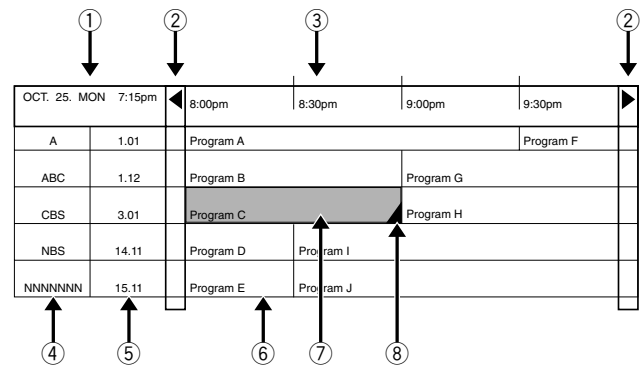 ① ② ③ ②
OCT. 25. MON 7:15pm 8:00pm 8:30pm 9:00pm 9:30pm
A 1.01 Program A Program F
ABC 1.12 Program B Program G
CBS 3.01 Program C Program H
NBS 14.11 Program D Program I
NNNNNNN 15.11 Program E Program J
④ ⑤ ⑥ ⑦ ⑧